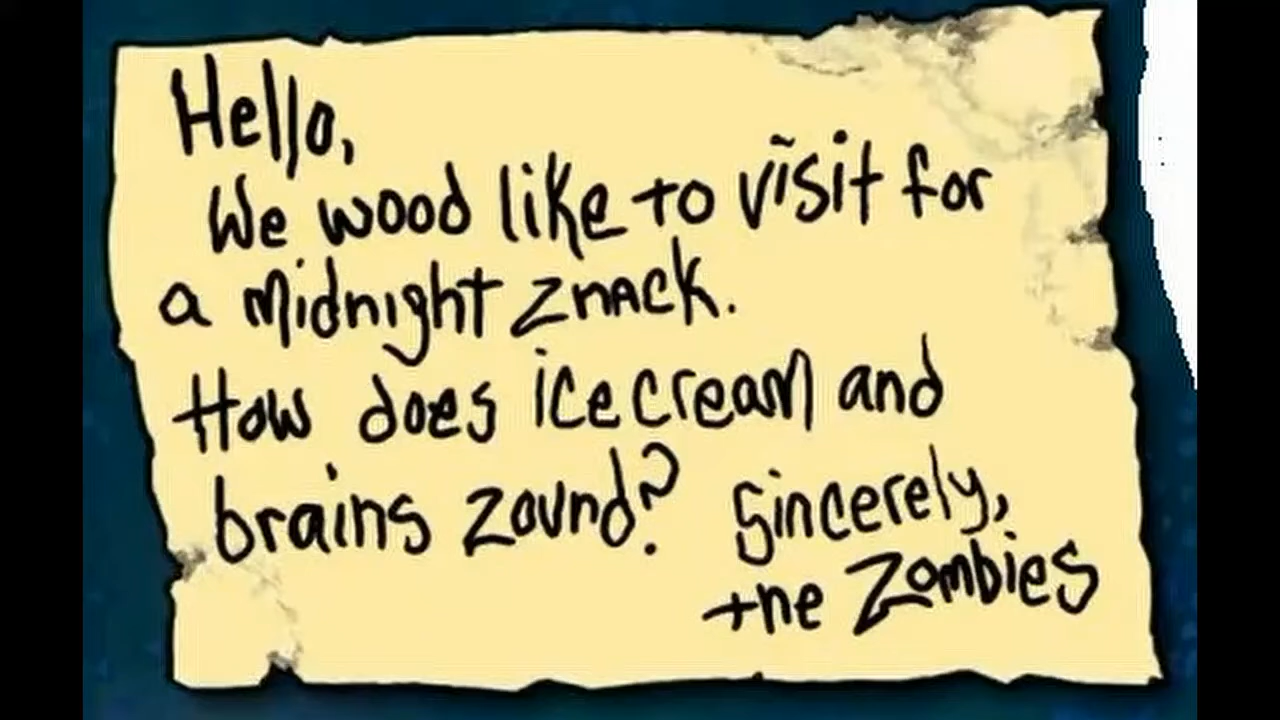 Hello,
We wood like to visit for
a midnight znack.
How does icecream and
brains zound? Sincerely,
the Zombies